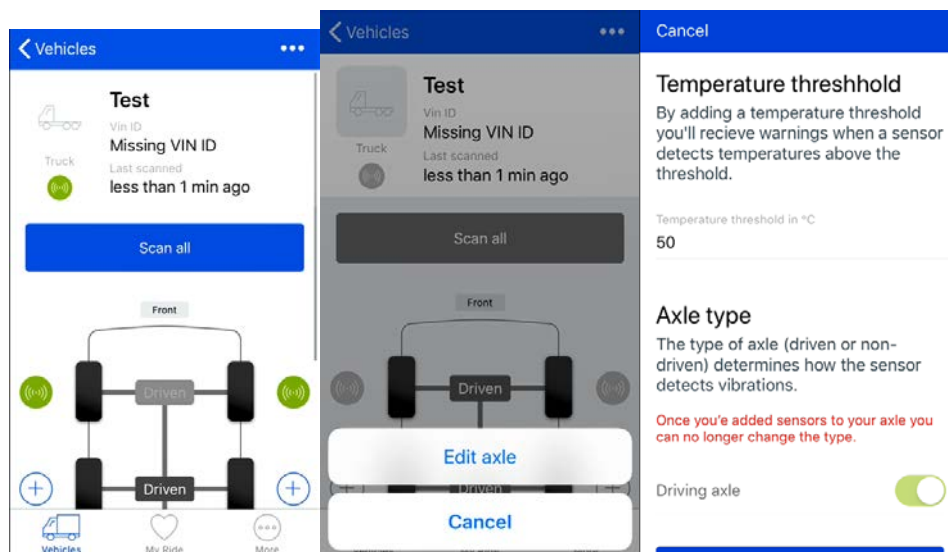 Vehicles
Test
Vin ID
Missing VIN ID
Truck
Last scanned
less than 1 min ago
Scan all
Front
Driven
Driven
Vehicles
My Ride
More
Vehicles
Test
Vin ID
Missing VIN ID
Truck
Last scanned
less than 1 min ago
Scan all
Front
Driven
Edit axle
Driven
Cancel
Cancel
Temperature threshhold
By adding a temperature threshold
you'll recieve warnings when a sensor
detects temperatures above the
threshold.
Temperature threshold in °C
50
Axle type
The type of axle (driven or non-
driven) determines how the sensor
detects vibrations.
Once you'e added sensors to your axle you
can no longer change the type.
Driving axle